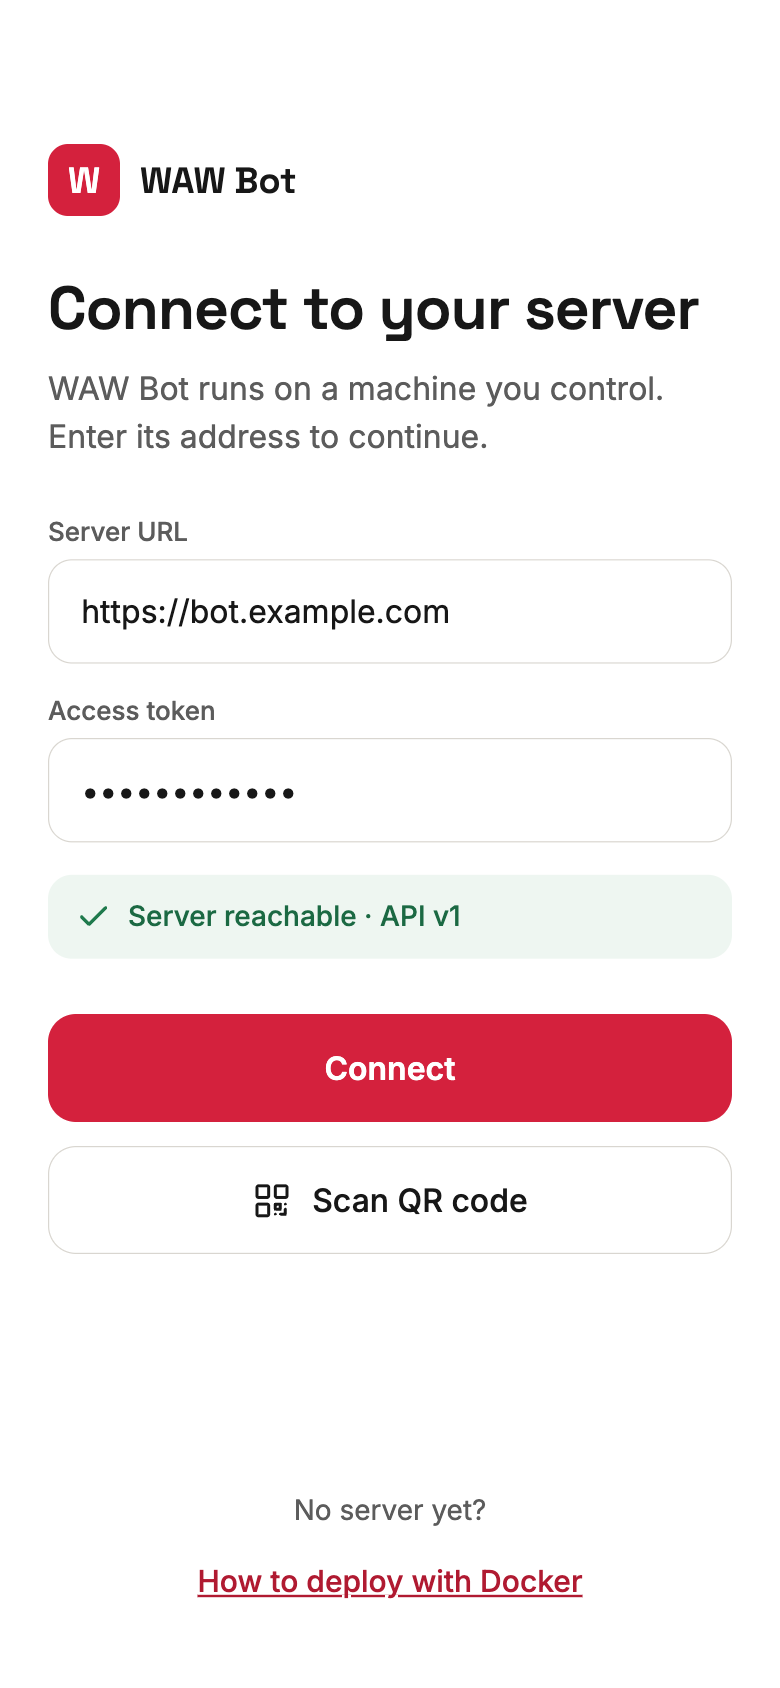 W
WAW Bot
Connect to your server
WAW Bot runs on a machine you control.
Enter its address to continue.
Server URL
https://bot.example.com
Access token
••••••••••••
Server reachable · API v1
Connect
Scan QR code
No server yet?
How to deploy with Docker